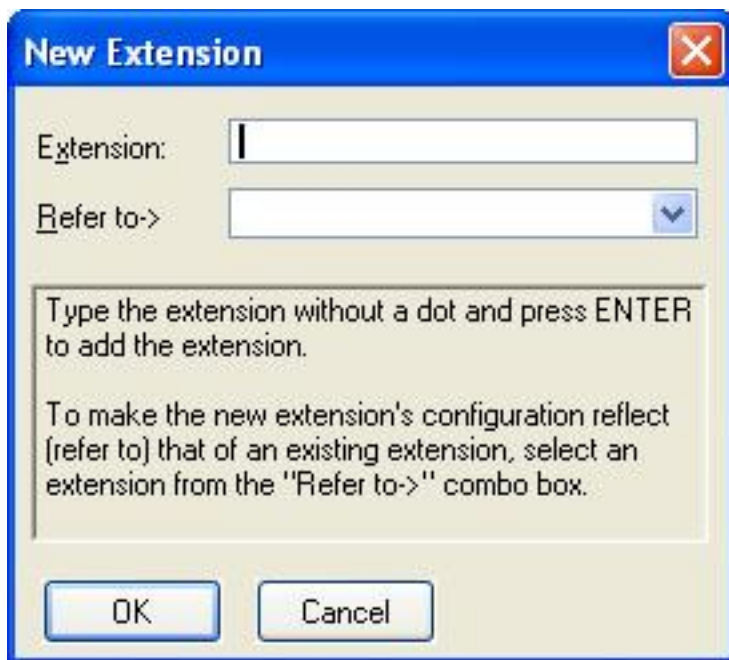 New Extension
Extension:
Refer to->
Type the extension without a dot and press ENTER
to add the extension.
To make the new extension's configuration reflect
(refer to) that of an existing extension, select an
extension from the "Refer to->" combo box.
OK
Cancel